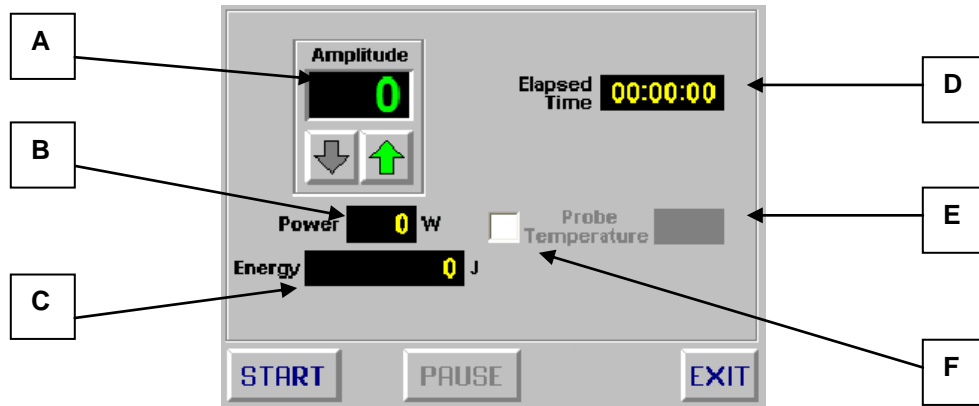 A
Amplitude
0
Elapsed
Time 00:00:00
D
B
Power 0 W
Probe
Temperature
E
Energy 0 J
C
F
START PAUSE EXIT